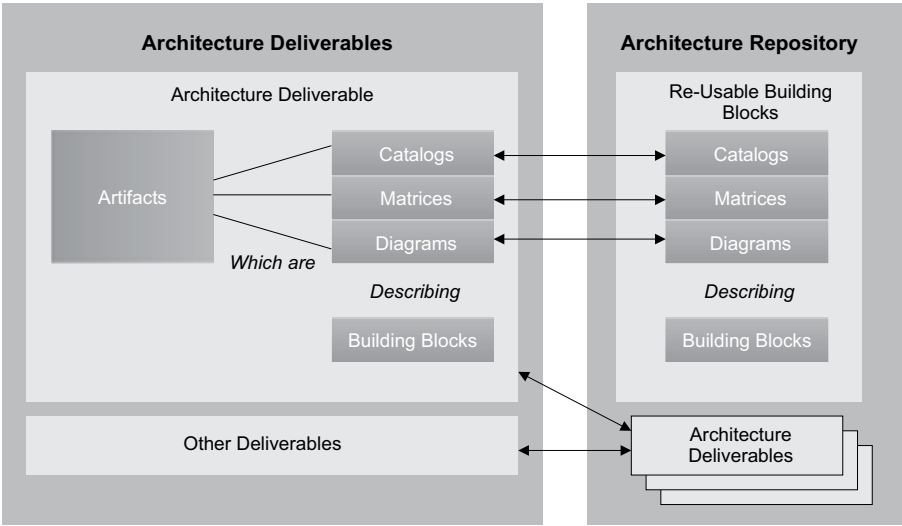 Architecture Deliverables
Architecture Deliverable
Artifacts
Catalogs
Matrices
Diagrams
Which are
Describing
Building Blocks
Other Deliverables
Architecture Repository
Re-Usable Building
Blocks
Catalogs
Matrices
Diagrams
Describing
Building Blocks
Architecture
Deliverables